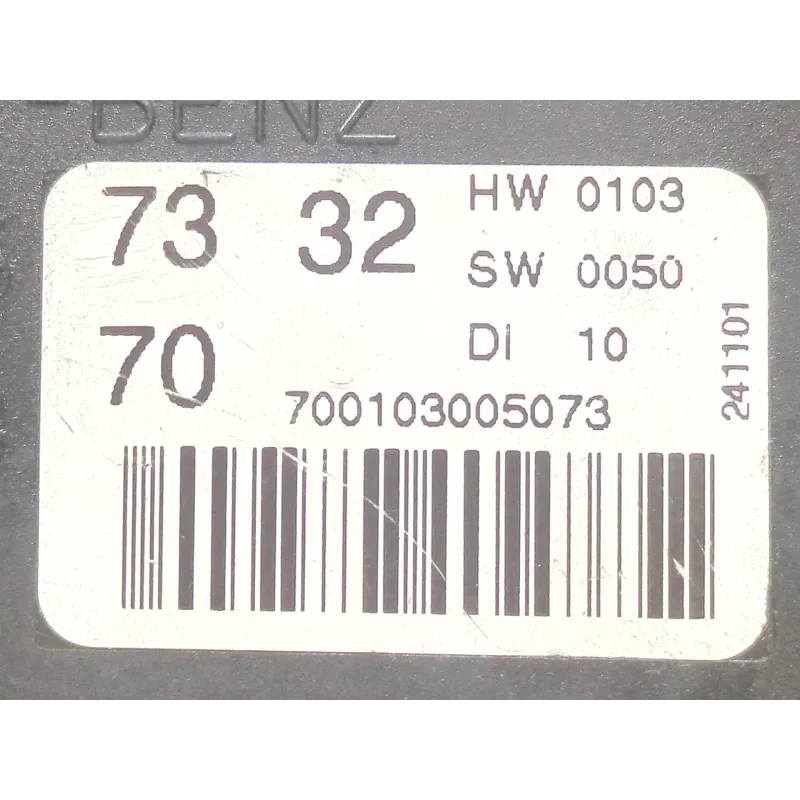 -BENZ
73 32 HW 0103
SW 0050
70 DI 10
700103005073
241101